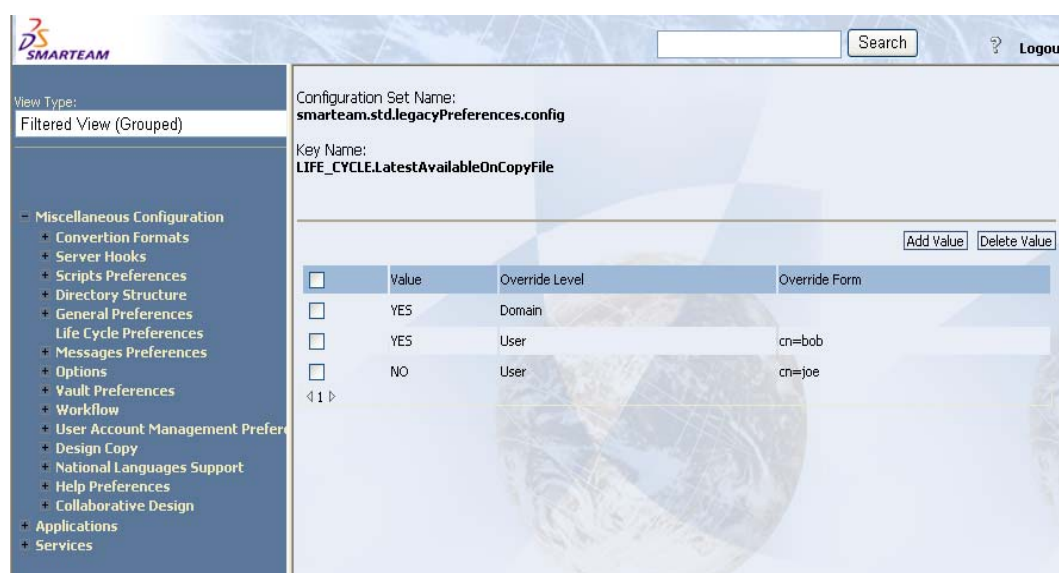 DS
SMARTEAM
Search
? Logou
View Type:
Filtered View (Grouped)
Configuration Set Name:
smarteam.std.legacyPreferences.config
Key Name:
LIFE_CYCLE.LatestAvailableOnCopyFile
- Miscellaneous Configuration
+ Convertion Formats
+ Server Hooks
+ Scripts Preferences
+ Directory Structure
+ General Preferences
Life Cycle Preferences
+ Messages Preferences
+ Options
+ Vault Preferences
+ Workflow
+ User Account Management Prefer
+ Design Copy
+ National Languages Support
+ Help Preferences
+ Collaborative Design
+ Applications
+ Services
Add Value Delete Value
Value Override Level Override Form
YES Domain
YES User cn=bob
NO User cn=joe
1